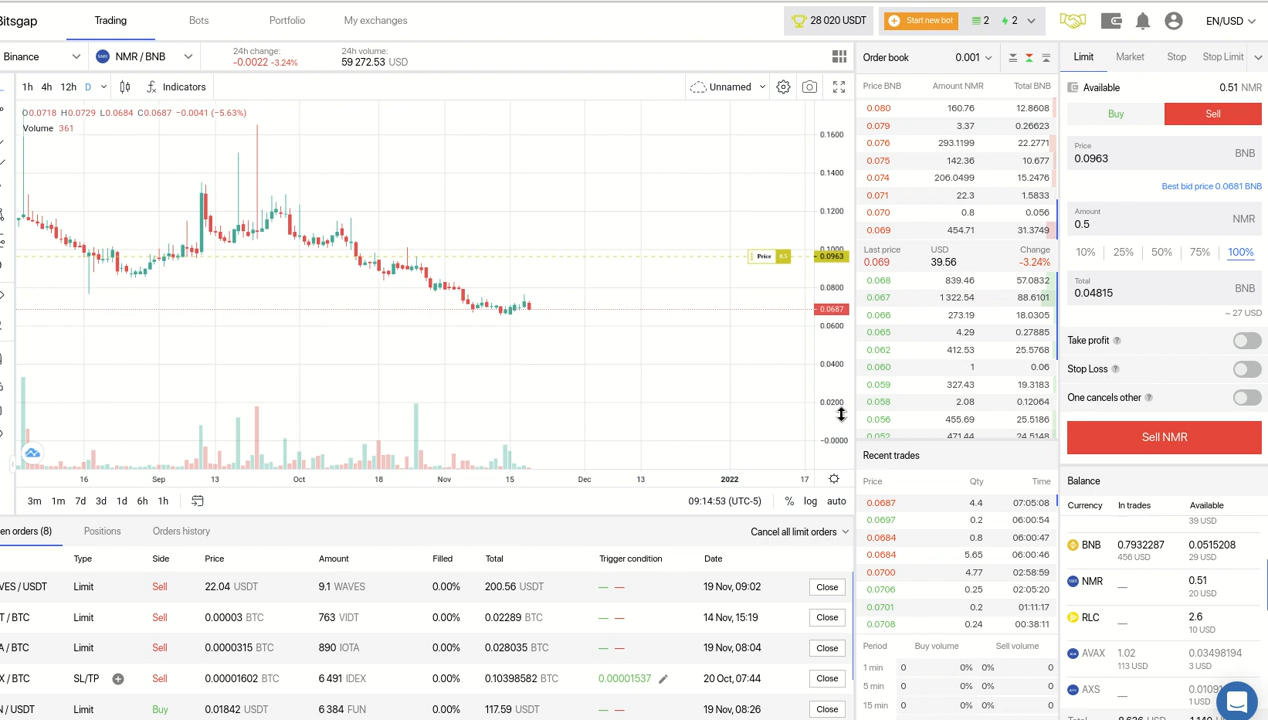 Bitsgap Trading Bots Portfolio My exchanges 28 020 USDT Start new bot 2 2 EN/USD
Binance NMR / BNB 24h change: -0.0022 -3.24% 24h volume: 59 272.53 USD
1h 4h 12h D Indicators Unnamed
O0.0718 H0.0729 L0.0684 C0.0687 −0.0041 (−5.63%)
Volume 361
0.1600
0.1400
0.1200
0.1000
Price 0.5 0.0963
0.0800
0.0687
0.0600
0.0400
0.0200
−0.0000
16 Sep 13 Oct 18 Nov 15 Dec 13 2022 17
3m 1m 7d 3d 1d 6h 1h 09:14:53 (UTC-5) % log auto
Order book 0.001
Price BNB Amount NMR Total BNB
0.080 160.76 12.8608
0.079 3.37 0.26623
0.076 293.1199 22.2771
0.075 142.36 10.677
0.074 206.0499 15.2476
0.071 22.3 1.5833
0.070 0.8 0.056
0.069 454.71 31.3749
Last price USD Change
0.069 39.56 -3.24%
0.068 839.46 57.0832
0.067 1 322.54 88.6101
0.066 273.19 18.0305
0.065 4.29 0.27885
0.062 412.53 25.5768
0.060 1 0.06
0.059 327.43 19.3183
0.058 2.08 0.12064
0.056 455.69 25.5186
0.052 471.44 24.5148
Recent trades
Price Qty Time
0.0687 4.4 07:05:08
0.0697 0.2 06:00:54
0.0684 0.8 06:00:47
0.0684 5.65 06:00:46
0.0700 4.77 02:58:59
0.0706 0.25 02:05:20
0.0701 0.2 01:11:17
0.0708 0.24 00:38:11
Period Buy volume Sell volume
1 min 0 0% 0% 0
5 min 0 0% 0% 0
15 min 0 0% 0% 0
Limit Market Stop Stop Limit
Available 0.51 NMR
Buy Sell
Price
0.0963 BNB
Best bid price 0.0681 BNB
Amount
0.5 NMR
10% 25% 50% 75% 100%
Total
0.04815 BNB
~ 27 USD
Take profit
Stop Loss
One cancels other
Sell NMR
Balance
Currency In trades Available
39 USD
BNB 0.7932287 0.0515208
456 USD 29 USD
NMR — 0.51
20 USD
RLC — 2.6
10 USD
AVAX 1.02 0.03498194
113 USD 3 USD
AXS —
1 USD
en orders (8) Positions Orders history Cancel all limit orders
Type Side Price Amount Filled Total Trigger condition Date
VES / USDT Limit Sell 22.04 USDT 9.1 WAVES 0.00% 200.56 USDT — — 19 Nov, 09:02 Close
T / BTC Limit Sell 0.00003 BTC 763 VIDT 0.00% 0.02289 BTC — — 14 Nov, 15:19 Close
A / BTC Limit Sell 0.0000315 BTC 890 IOTA 0.00% 0.028035 BTC — — 19 Nov, 08:04 Close
X / BTC SL/TP Sell 0.00001602 BTC 6 491 IDEX 0.00% 0.10398582 BTC 0.00001537 20 Oct, 07:44 Close
N / USDT Limit Buy 0.01842 USDT 6 384 FUN 0.00% 117.59 USDT — — 19 Nov, 08:26 Close